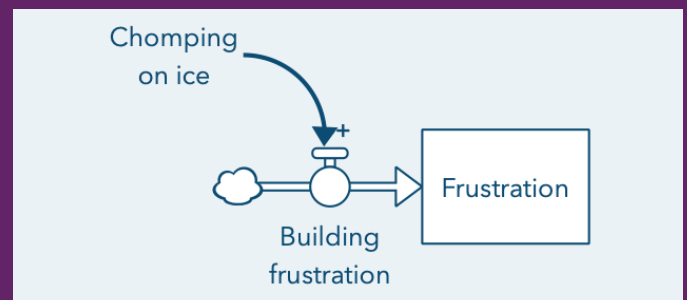 Chomping
on ice
+
Frustration
Building
frustration